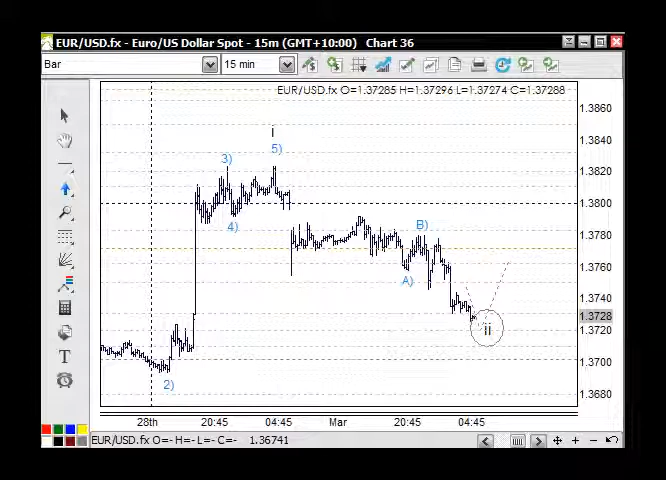 EUR/USD.fx - Euro/US Dollar Spot - 15m (GMT+10:00) Chart 36
Bar
15 min
EUR/USD.fx O=1.37285 H=1.37296 L=1.37274 C=1.37288
1.3860
1.3840
1.3820
1.3800
1.3780
1.3760
1.3740
1.3728
1.3720
1.3700
1.3680
i
5)
3)
4)
B)
A)
ii
2)
T
28th 20:45 04:45 Mar 20:45 04:45
EUR/USD.fx O=- H=- L=- C=- 1.36741